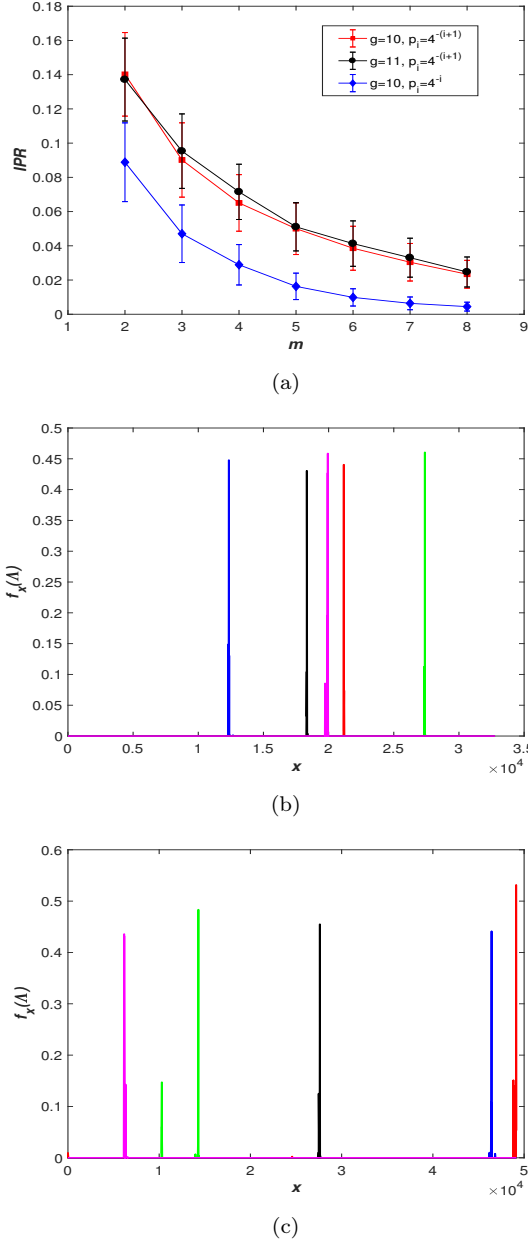 0.18
0.16
0.14
0.12
0.1
0.08
0.06
0.04
0.02
0
IPR
g=10, p_i=4^-(i+1)
g=11, p_i=4^-(i+1)
g=10, p_i=4^-i
1 2 3 4 5 6 7 8 9
m
(a)
0.5
0.45
0.4
0.35
0.3
0.25
0.2
0.15
0.1
0.05
0
f_x(Λ)
0 0.5 1 1.5 2 2.5 3 3.5
x
×10^4
(b)
0.6
0.5
0.4
0.3
0.2
0.1
0
f_x(Λ)
0 1 2 3 4 5
x
×10^4
(c)